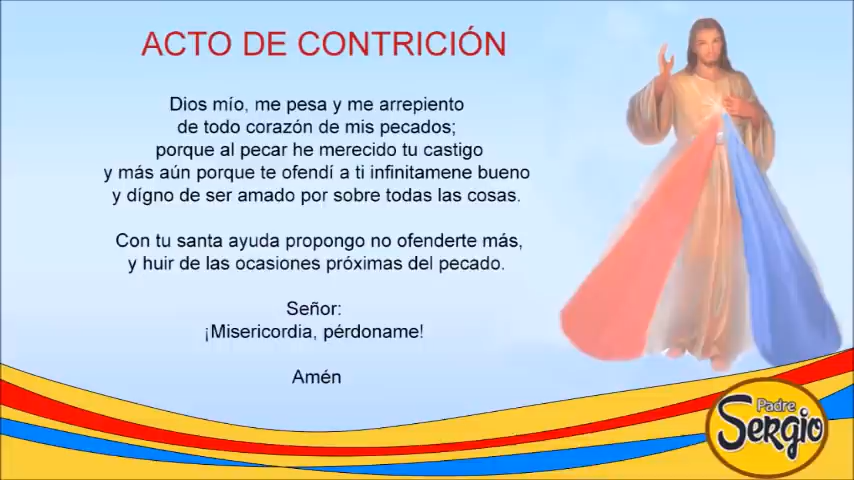 ACTO DE CONTRICIÓN
Dios mío, me pesa y me arrepiento
de todo corazón de mis pecados;
porque al pecar he merecido tu castigo
y más aún porque te ofendí a ti infinitamene bueno
y dígno de ser amado por sobre todas las cosas.
Con tu santa ayuda propongo no ofenderte más,
y huir de las ocasiones próximas del pecado.
Señor:
¡Misericordia, pérdoname!
Amén
Padre
Sergio